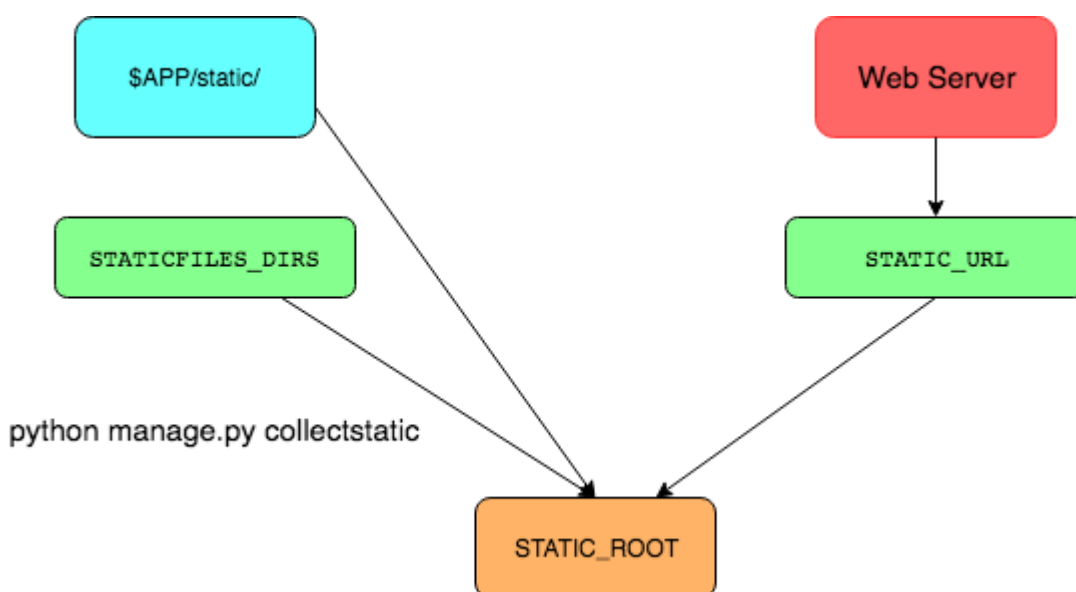 $APP/static/
Web Server
STATICFILES_DIRS
STATIC_URL
python manage.py collectstatic
STATIC_ROOT